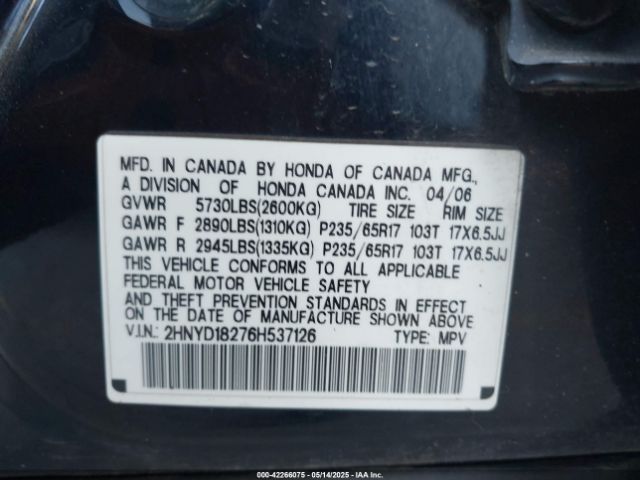 MFD. IN CANADA BY HONDA OF CANADA MFG.,
A DIVISION OF HONDA CANADA INC. 04/06
GVWR 5730LBS(2600KG) TIRE SIZE RIM SIZE
GAWR F 2890LBS(1310KG) P235/65R17 103T 17X6.5JJ
GAWR R 2945LBS(1335KG) P235/65R17 103T 17X6.5JJ
THIS VEHICLE CONFORMS TO ALL APPLICABLE
FEDERAL MOTOR VEHICLE SAFETY
AND THEFT PREVENTION STANDARDS IN EFFECT
ON THE DATE OF MANUFACTURE SHOWN ABOVE.
V.I.N.: 2HNYD18276H537126 TYPE: MPV
000-42266075 - 05/14/2025 - IAA Inc.